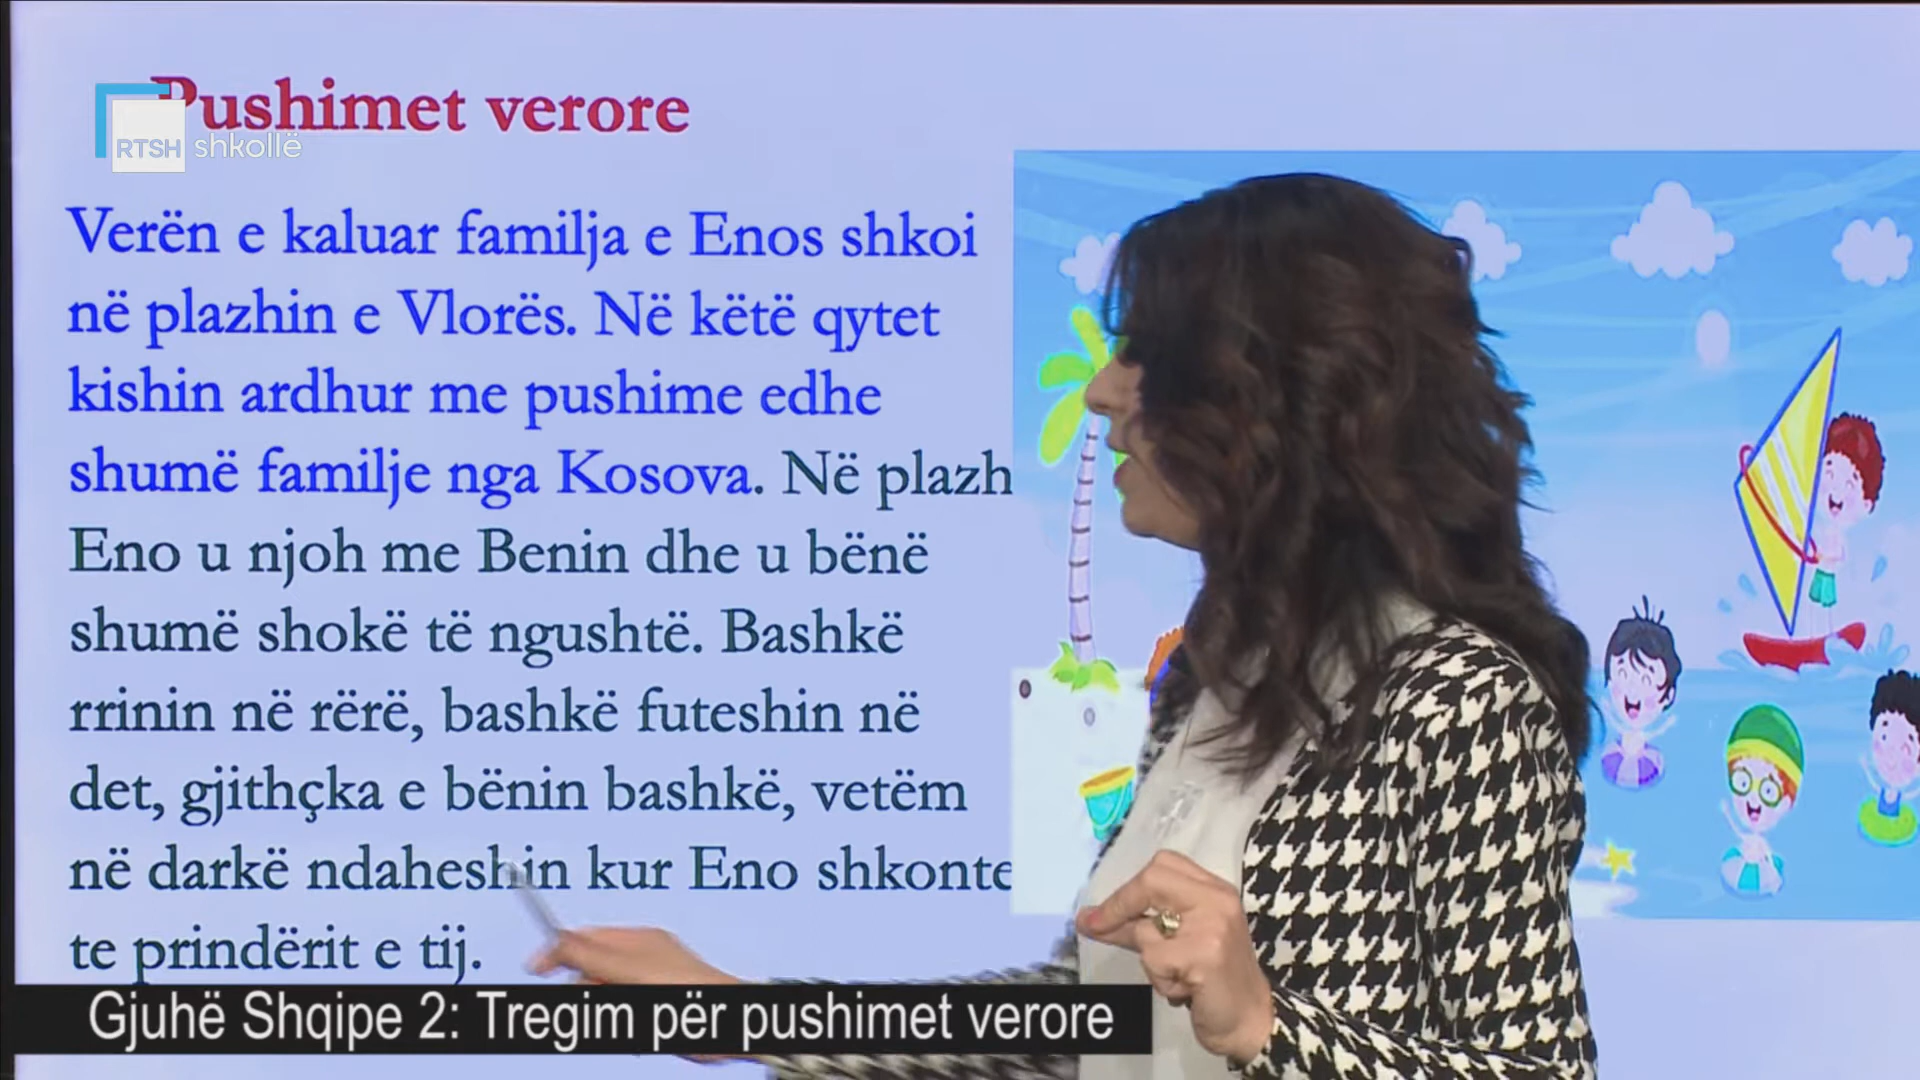 Pushimet verore
RTSH shkollë
Verën e kaluar familja e Enos shkoi
në plazhin e Vlorës. Në këtë qytet
kishin ardhur me pushime edhe
shumë familje nga Kosova. Në plazh
Eno u njoh me Benin dhe u bënë
shumë shokë të ngushtë. Bashkë
rrinin në rërë, bashkë futeshin në
det, gjithçka e bënin bashkë, vetëm
në darkë ndaheshin kur Eno shkonte
te prindërit e tij.
Gjuhë Shqipe 2: Tregim për pushimet verore